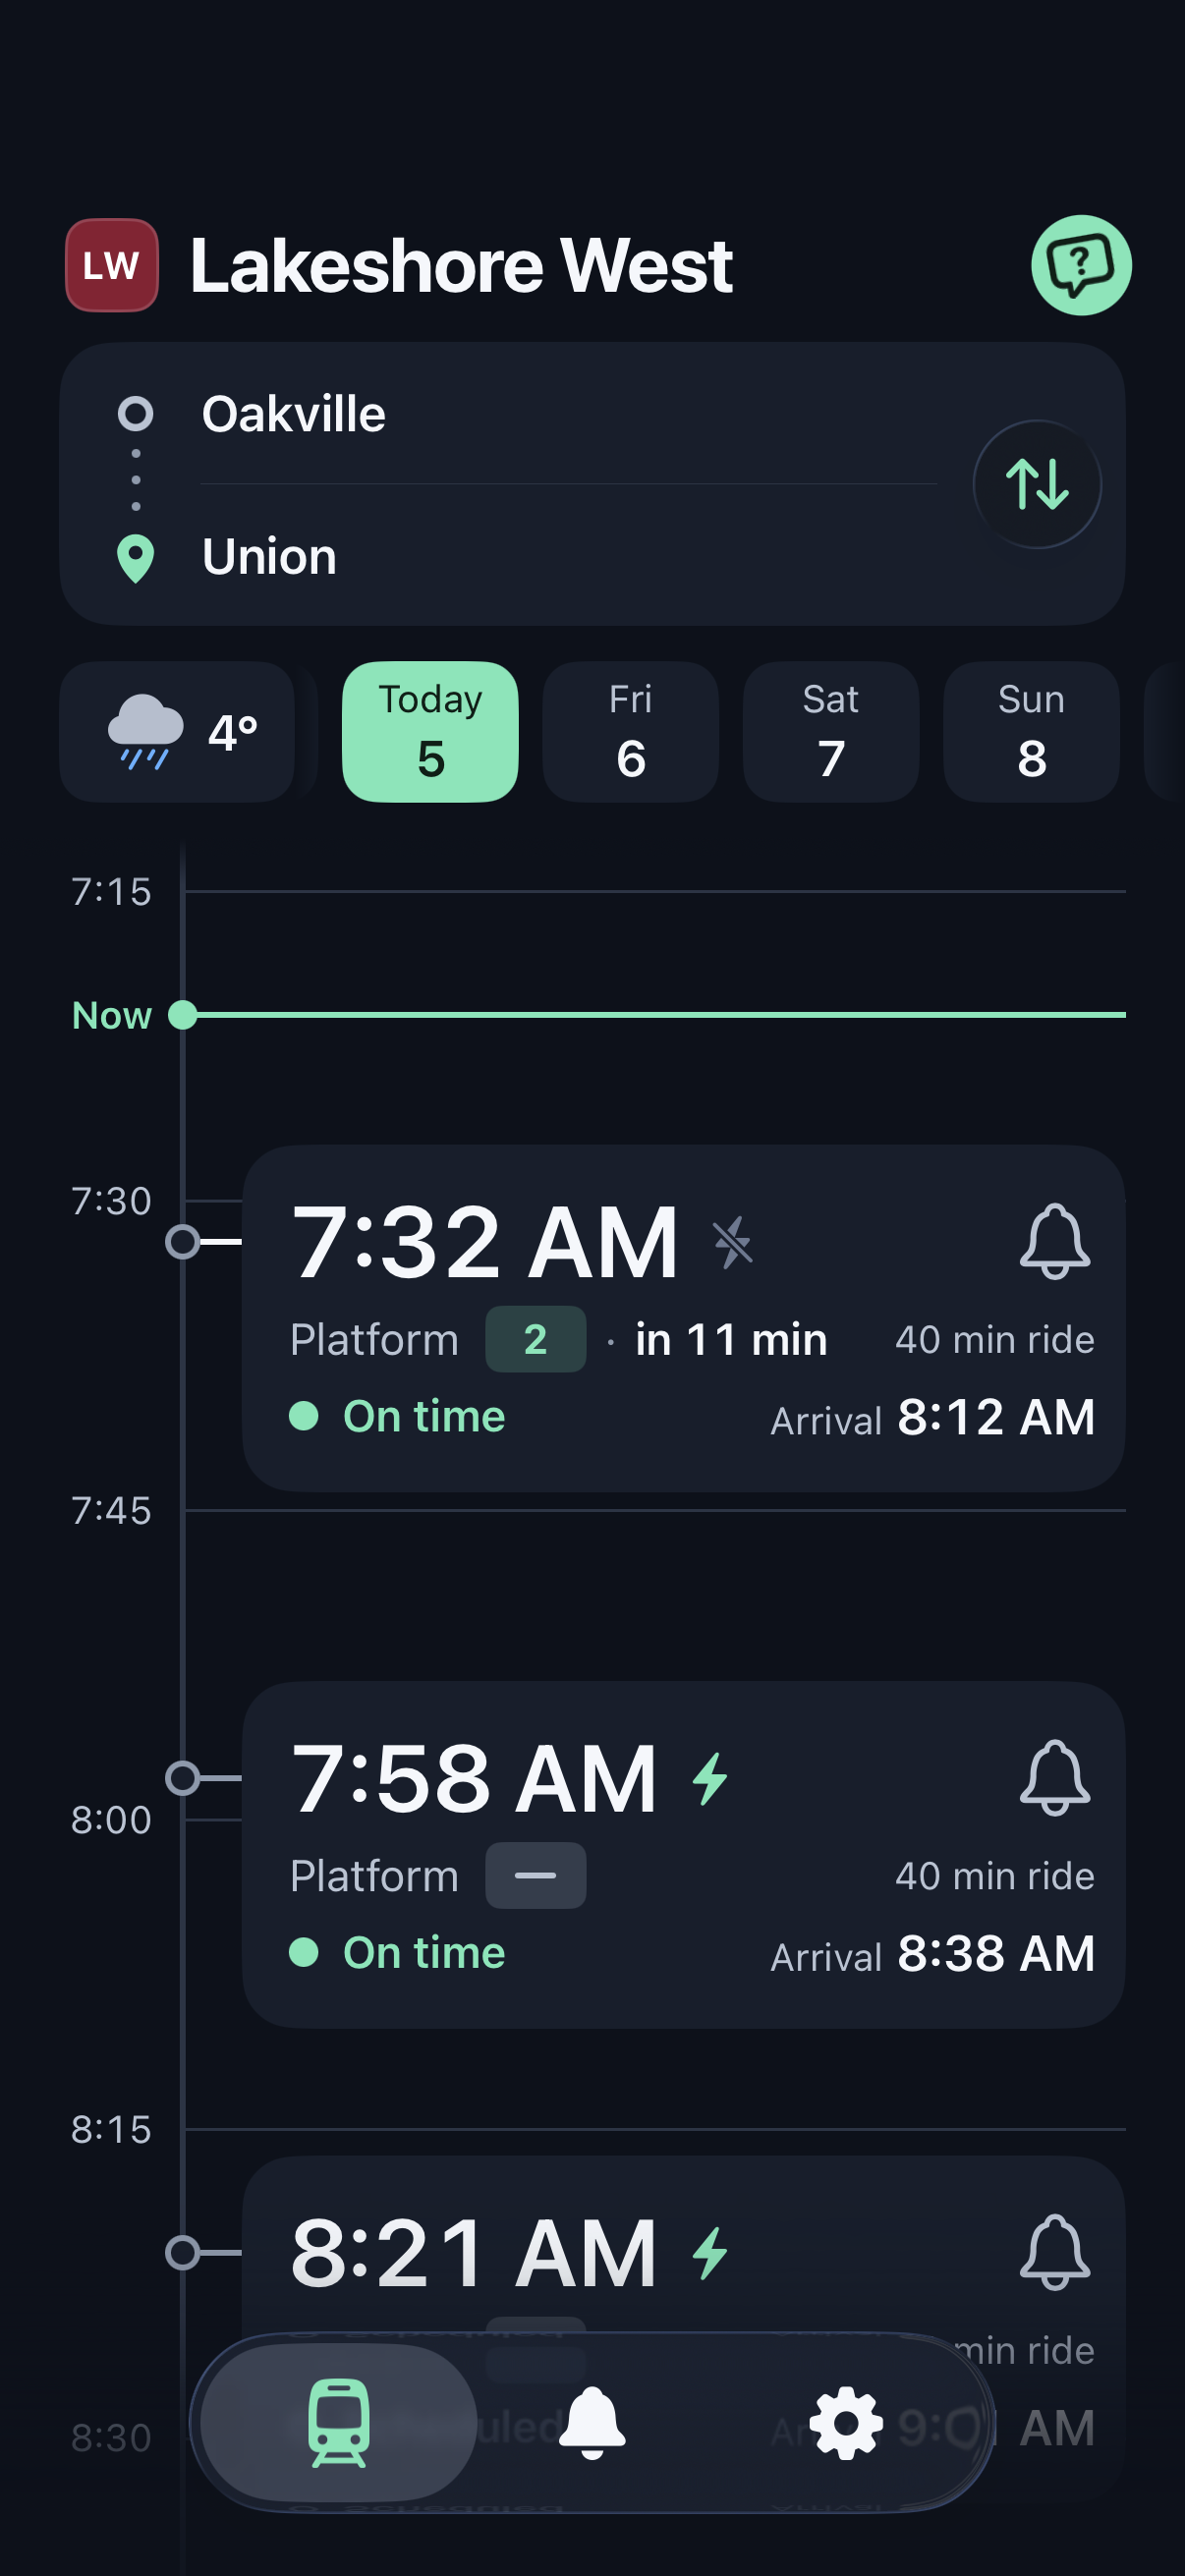 LW Lakeshore West
?
Oakville
Union
4° Today Fri Sat Sun
5 6 7 8
7:15
Now
7:30
7:32 AM
Platform 2 · in 11 min 40 min ride
On time Arrival 8:12 AM
7:45
7:58 AM
8:00
Platform — 40 min ride
On time Arrival 8:38 AM
8:15
8:21 AM
min ride
8:30 AM